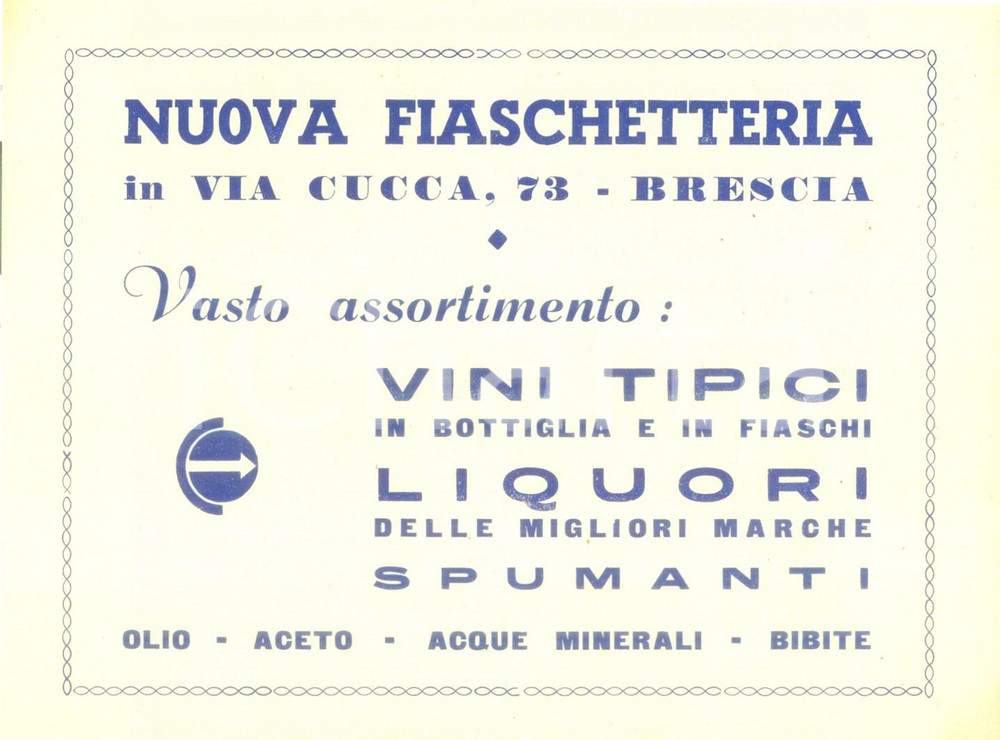 NUOVA FIASCHETTERIA
in VIA CUCCA, 73 - BRESCIA
Vasto assortimento :
VINI TIPICI
IN BOTTIGLIA E IN FIASCHI
LIQUORI
DELLE MIGLIORI MARCHE
SPUMANTI
OLIO - ACETO - ACQUE MINERALI - BIBITE